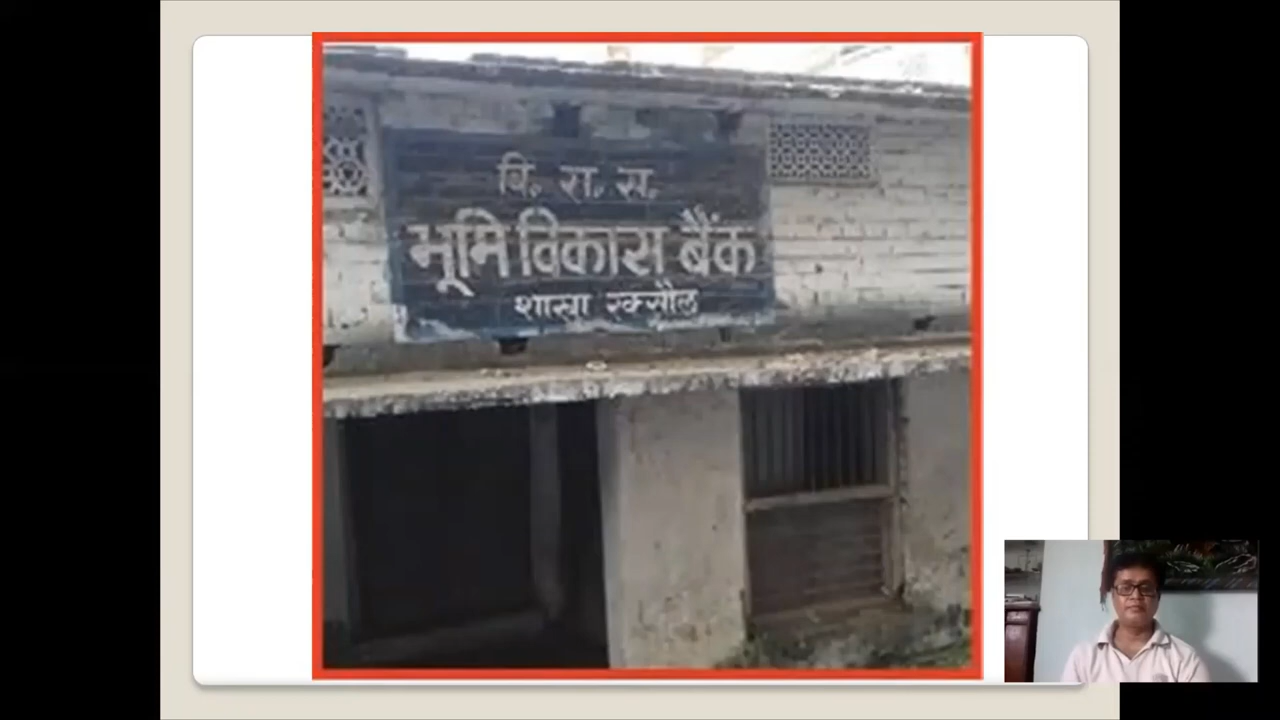 बि. रा. स.
भूमि विकास बैंक
शाखा रक्सौल